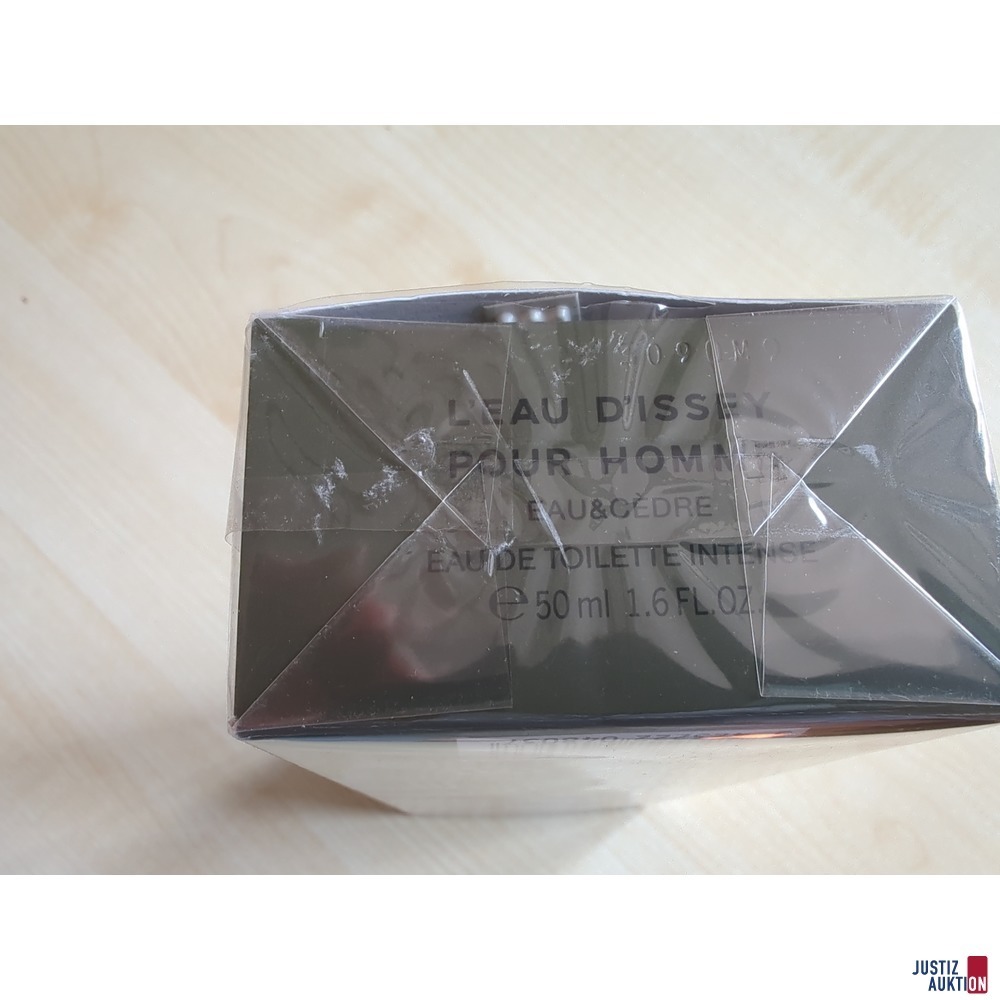 L'EAU D'ISSEY
POUR HOMME
EAU&CÈDRE
EAU DE TOILETTE INTENSE
℮ 50 ml 1.6 FL.OZ.
JUSTIZ
AUKTION